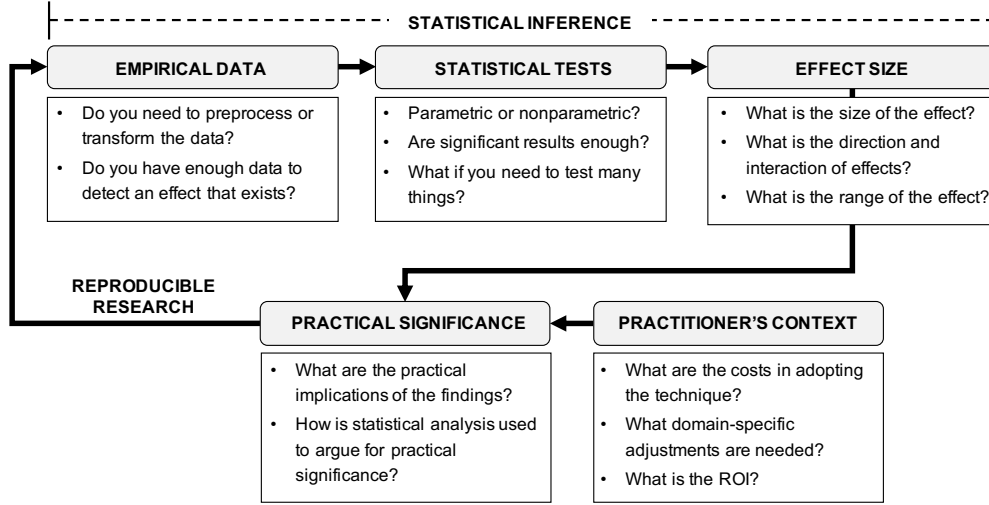 STATISTICAL INFERENCE
EMPIRICAL DATA
• Do you need to preprocess or
transform the data?
• Do you have enough data to
detect an effect that exists?
STATISTICAL TESTS
• Parametric or nonparametric?
• Are significant results enough?
• What if you need to test many
things?
EFFECT SIZE
• What is the size of the effect?
• What is the direction and
interaction of effects?
• What is the range of the effect?
REPRODUCIBLE
RESEARCH
PRACTICAL SIGNIFICANCE
• What are the practical
implications of the findings?
• How is statistical analysis used
to argue for practical
significance?
PRACTITIONER'S CONTEXT
• What are the costs in adopting
the technique?
• What domain-specific
adjustments are needed?
• What is the ROI?